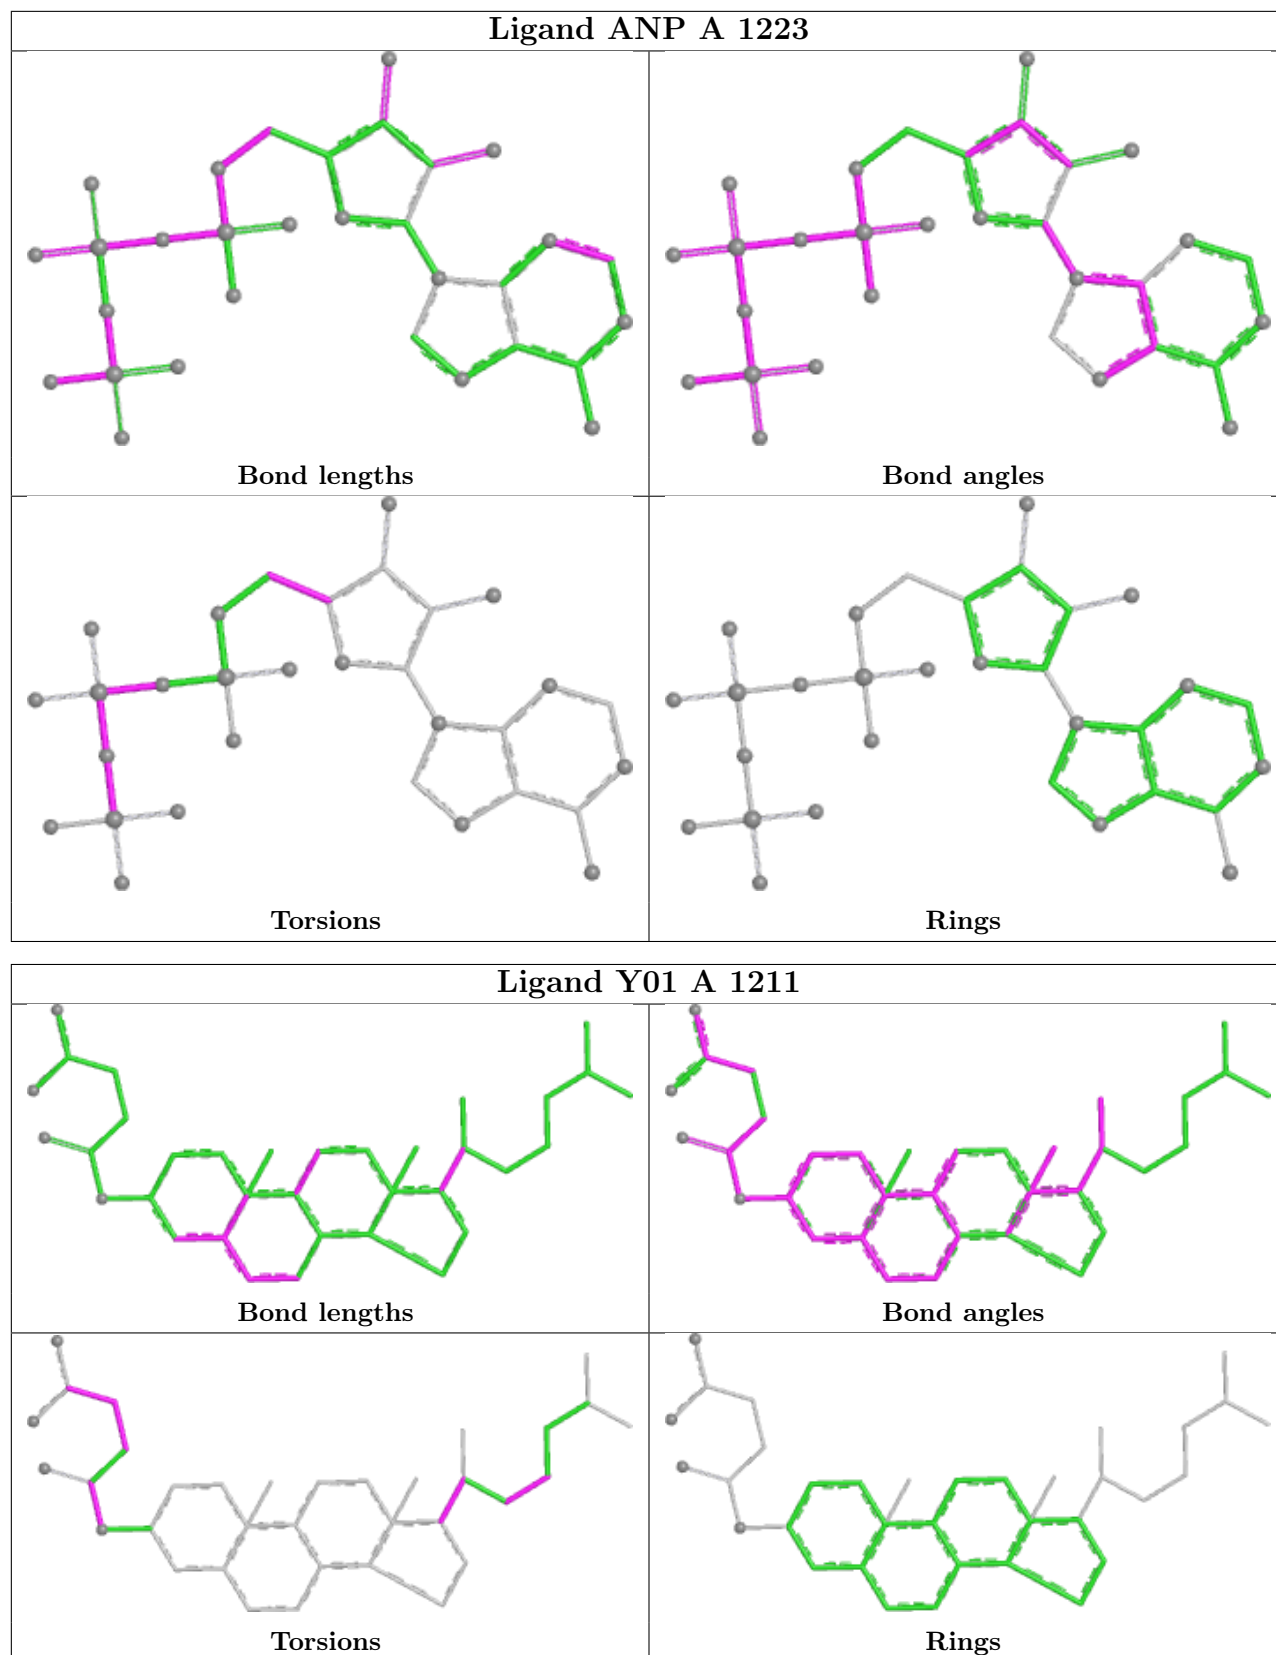 Ligand ANP A 1223
Bond lengths
Bond angles
Torsions
Rings
Ligand Y01 A 1211
Bond lengths
Bond angles
Torsions
Rings